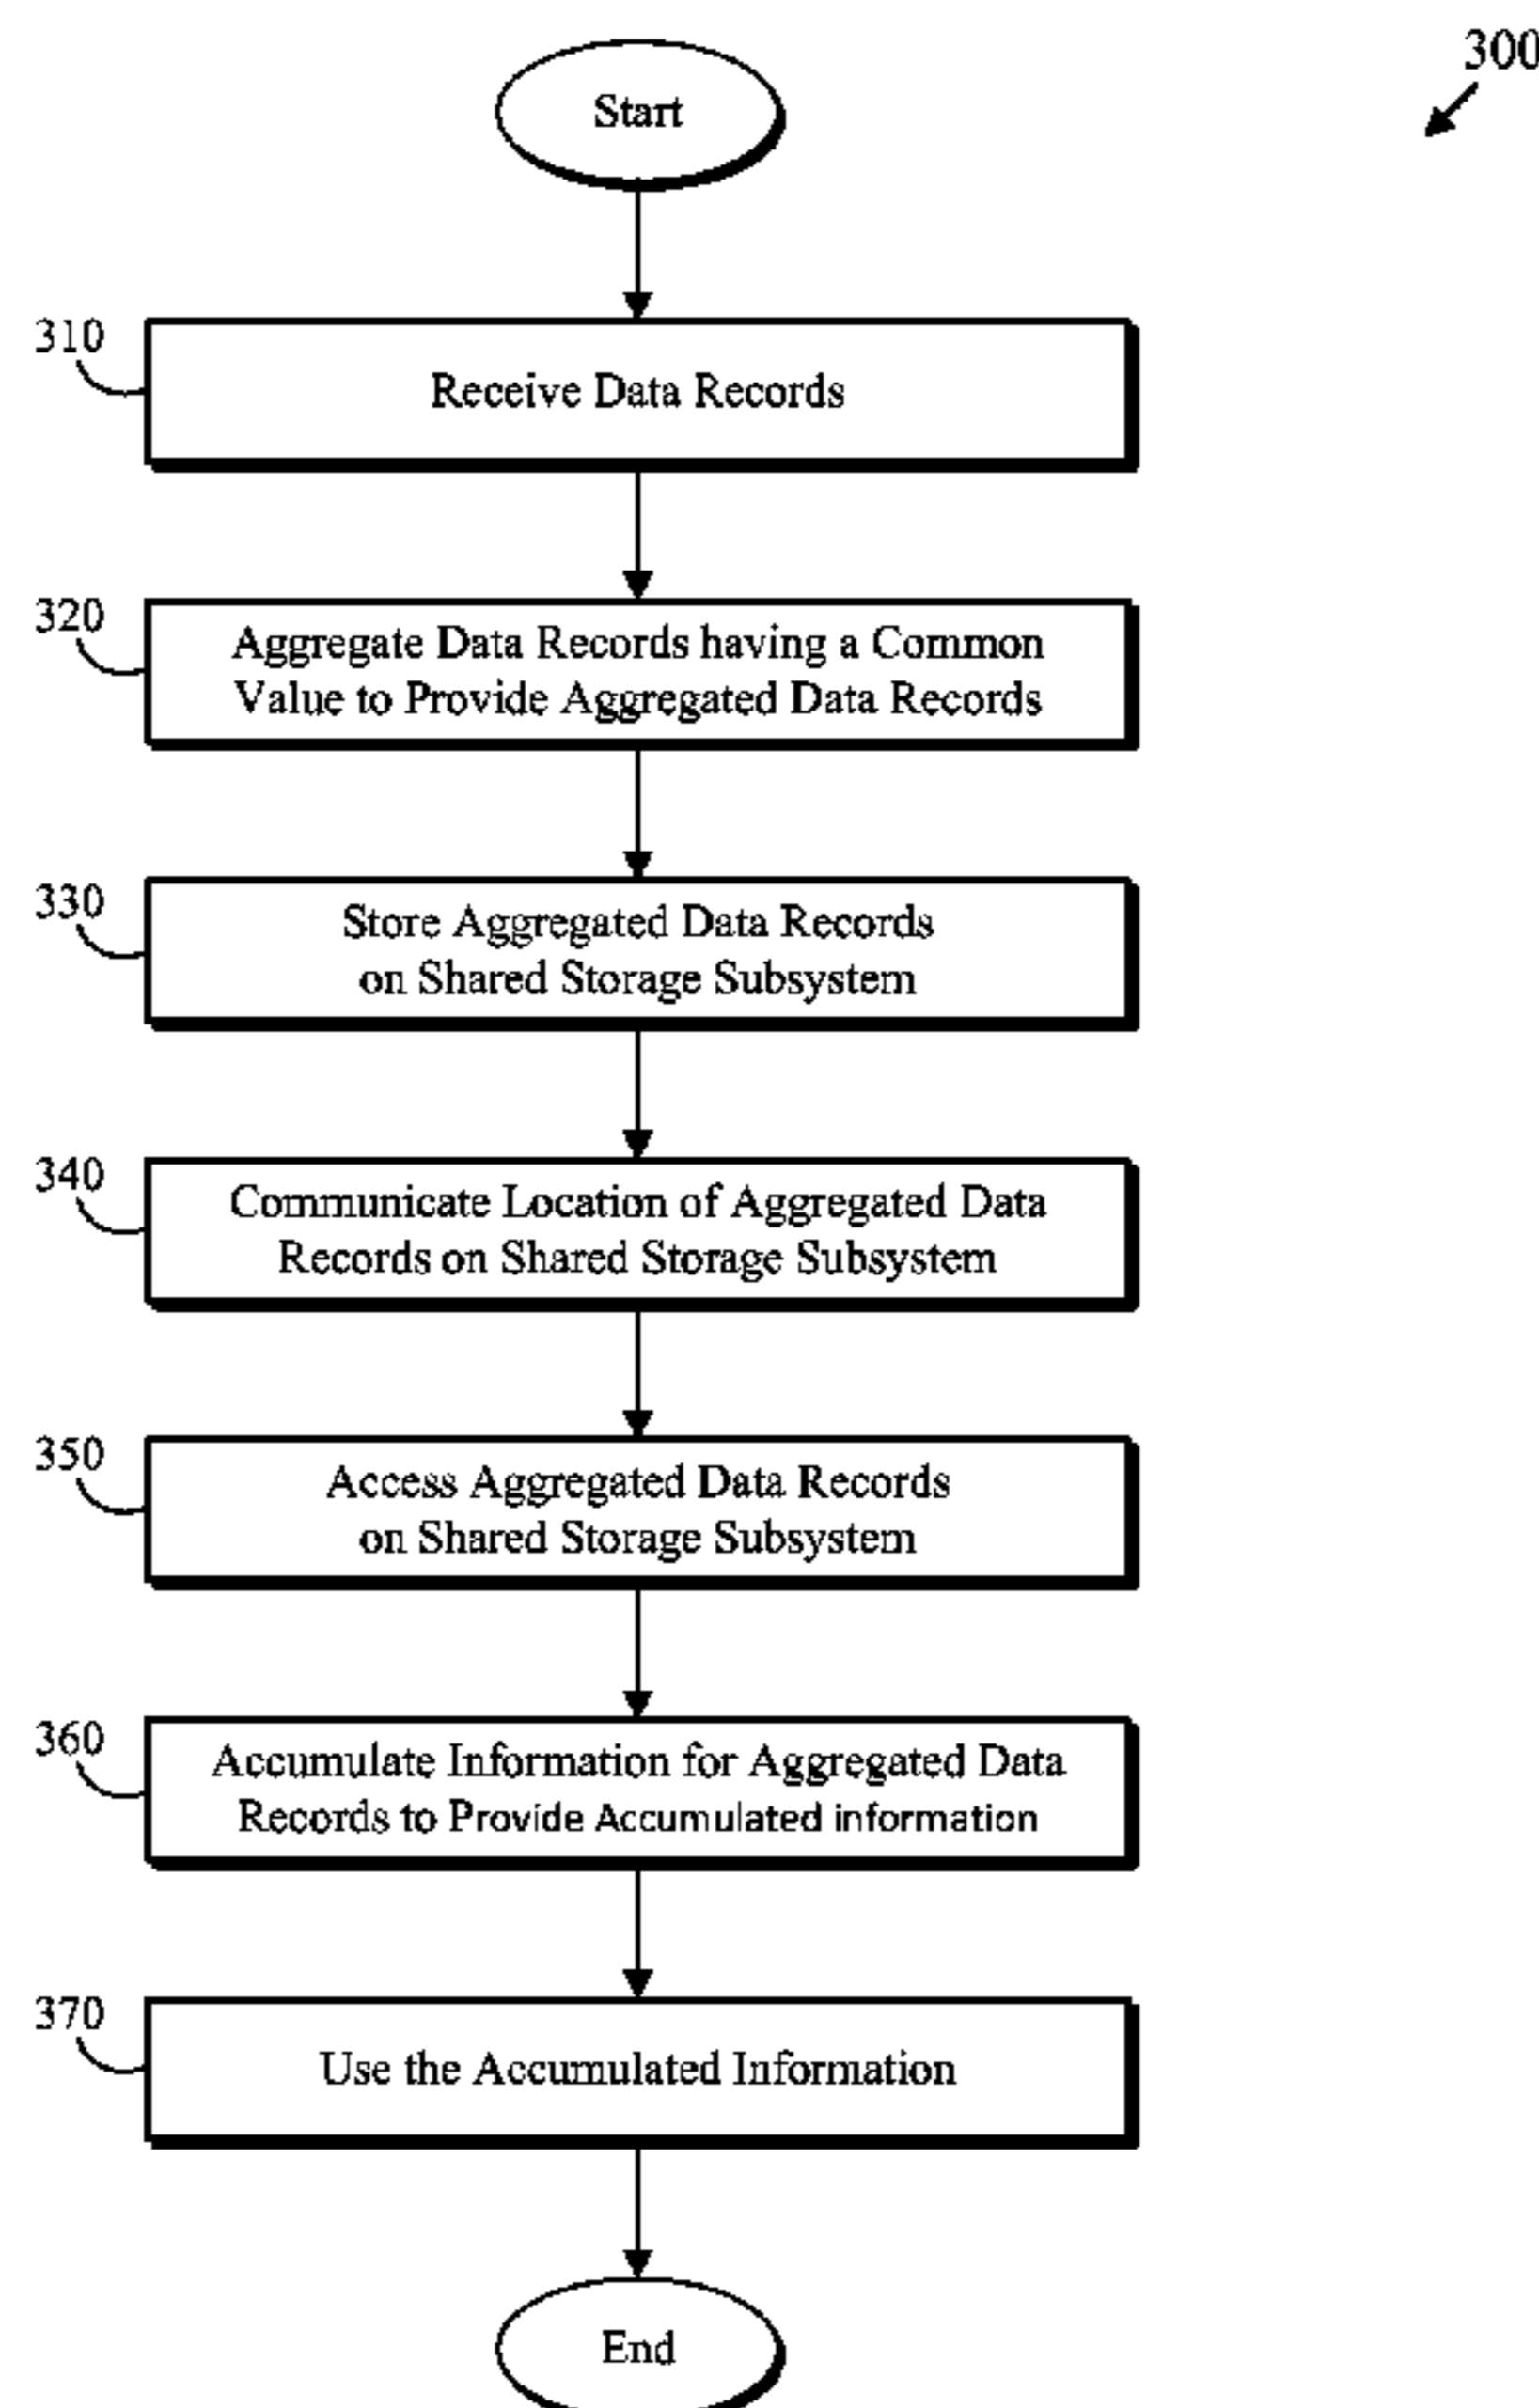 300
Start
310
Receive Data Records
320
Aggregate Data Records having a Common
Value to Provide Aggregated Data Records
330
Store Aggregated Data Records
on Shared Storage Subsystem
340
Communicate Location of Aggregated Data
Records on Shared Storage Subsystem
350
Access Aggregated Data Records
on Shared Storage Subsystem
360
Accumulate Information for Aggregated Data
Records to Provide Accumulated information
370
Use the Accumulated Information
End